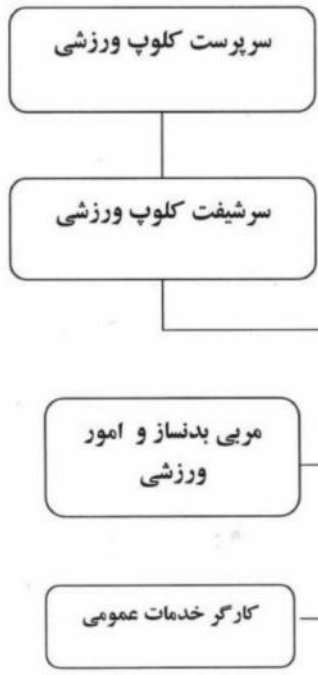 سرپرست کلوپ ورزشی
سرشیفت کلوپ ورزشی
مربی بدنساز و امور
ورزشی
کارگر خدمات عمومی